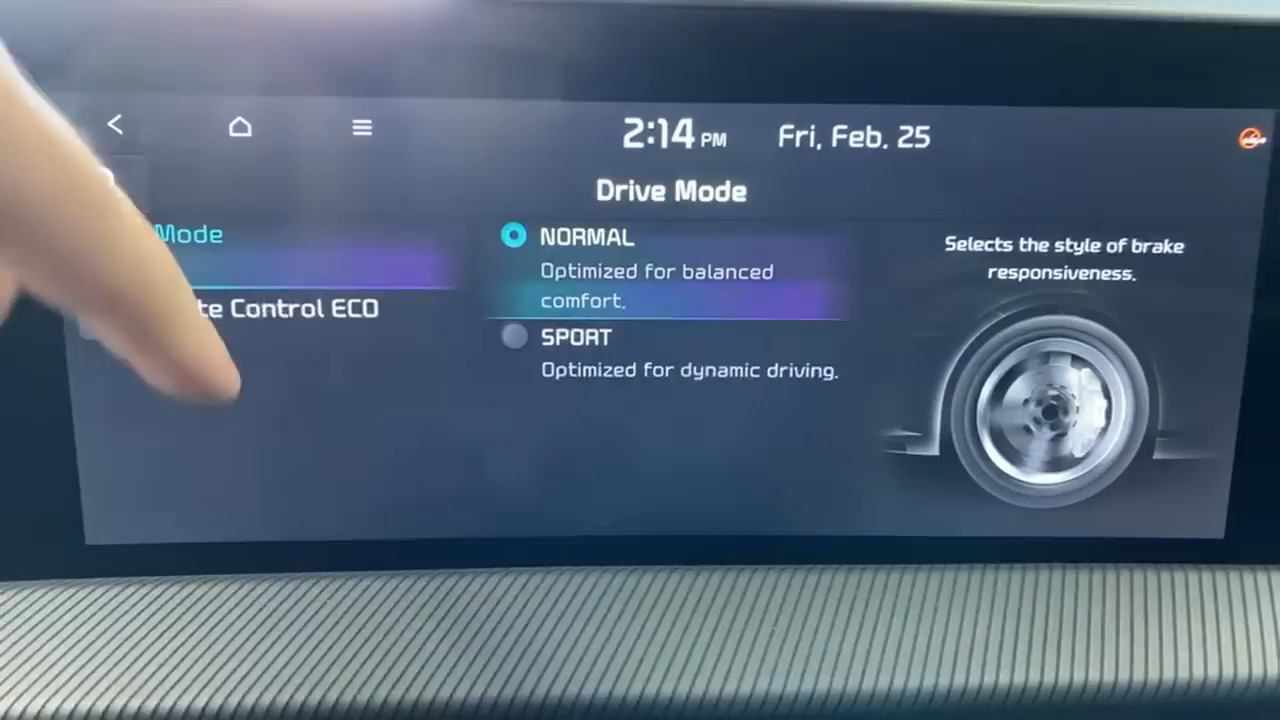 2:14 PM Fri, Feb. 25
Drive Mode
Mode
te Control ECO
NORMAL
Optimized for balanced
comfort.
SPORT
Optimized for dynamic driving.
Selects the style of brake
responsiveness.